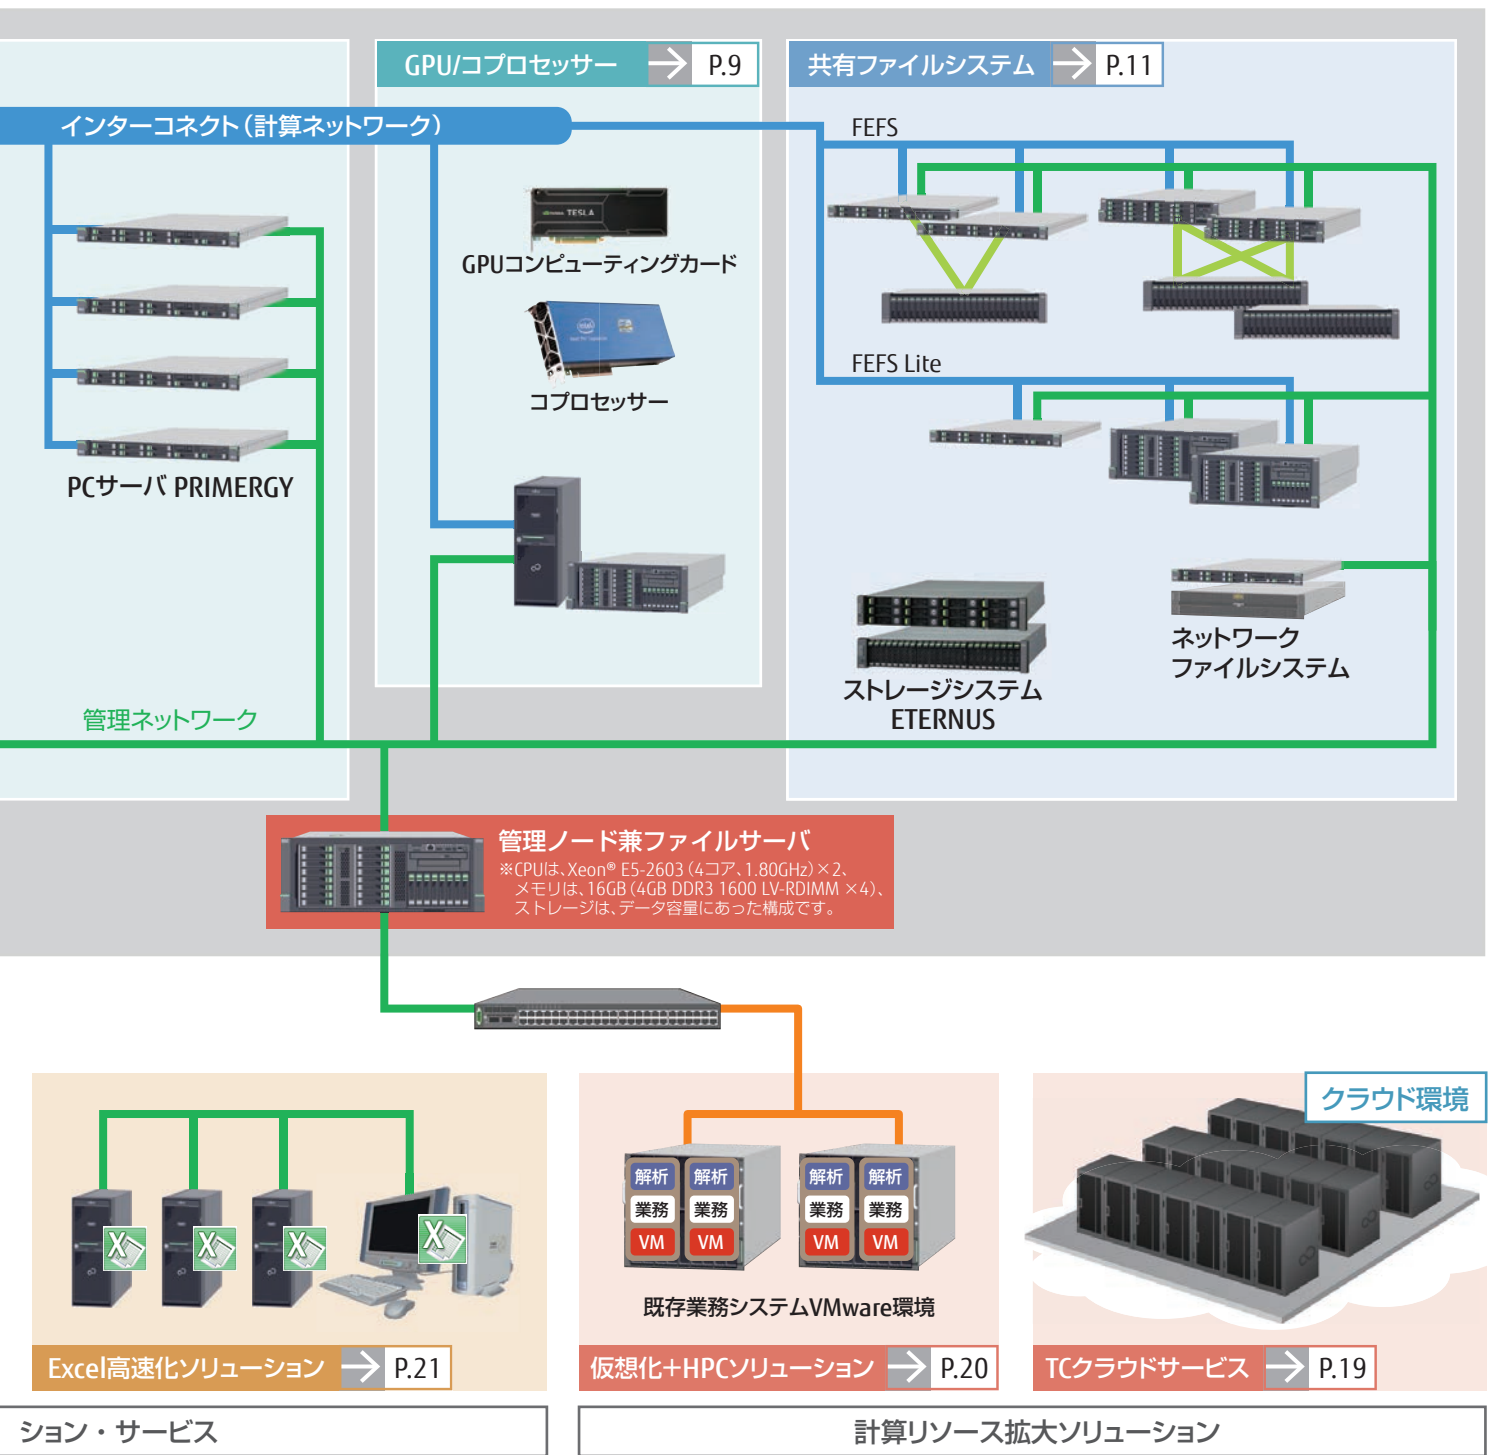 GPU/コプロセッサー P.9
共有ファイルシステム P.11
インターコネクト（計算ネットワーク）
FEFS
TESLA
GPUコンピューティングカード
コプロセッサー
FEFS Lite
PCサーバ PRIMERGY
ストレージシステム
ETERNUS
ネットワーク
ファイルシステム
管理ネットワーク
管理ノード兼ファイルサーバ
※CPUは、Xeon® E5-2603（4コア、1.80GHz）×2、
メモリは、16GB（4GB DDR3 1600 LV-RDIMM ×4）、
ストレージは、データ容量にあった構成です。
クラウド環境
解析 解析 解析 解析
業務 業務 業務 業務
VM VM VM VM
既存業務システムVMware環境
Excel高速化ソリューション P.21
仮想化＋HPCソリューション P.20
TCクラウドサービス P.19
ション・サービス
計算リソース拡大ソリューション